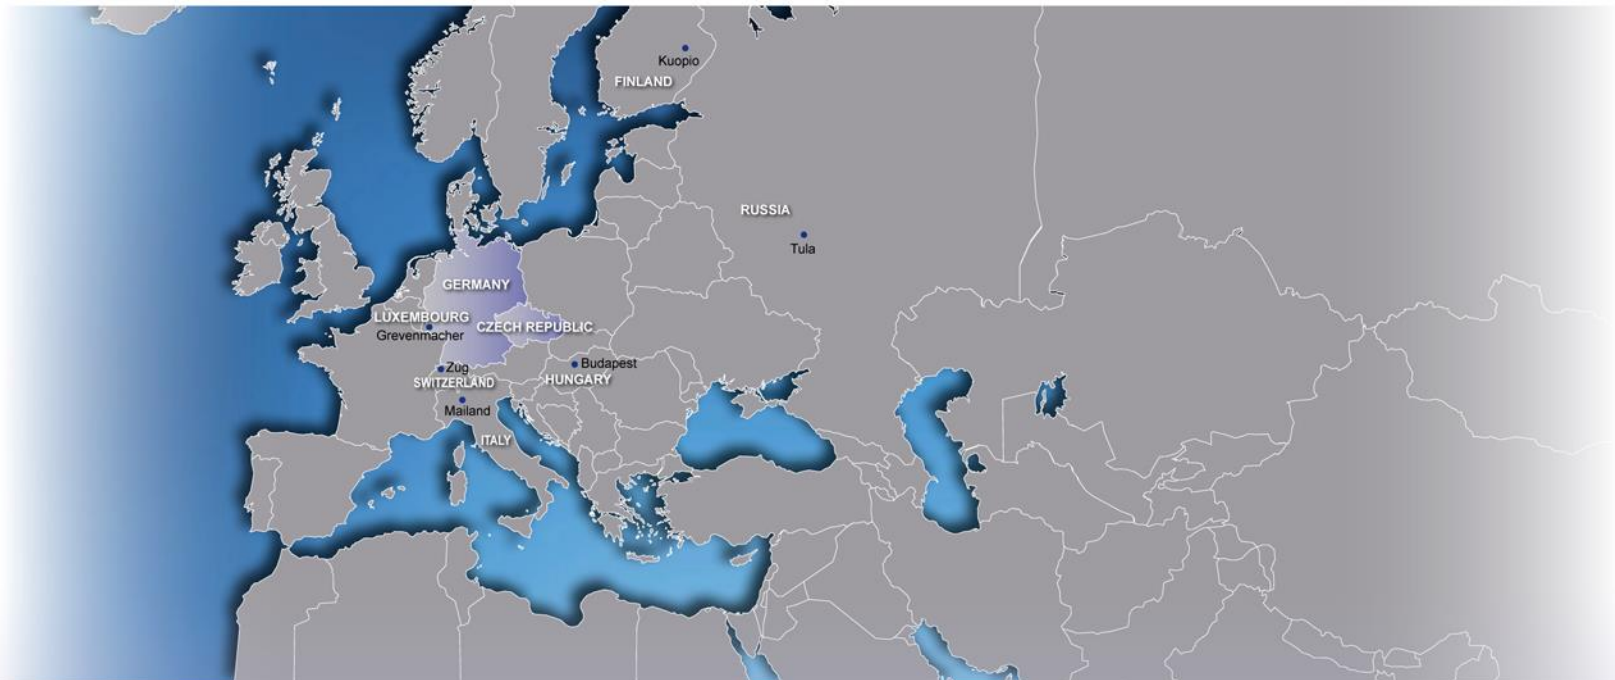 Kuopio
FINLAND
RUSSIA
Tula
GERMANY
LUXEMBOURG
Grevenmacher
CZECH REPUBLIC
Zug
SWITZERLAND
Budapest
HUNGARY
Mailand
ITALY